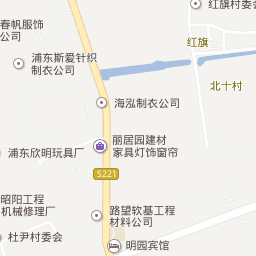 春帆服饰
公司
红旗村委会
红旗
浦东斯爱针织
制衣公司
北十村
海泓制衣公司
丽居园建材
家具灯饰窗帘
浦东欣明玩具厂
S221
昭阳工程
机械修理厂
路望软基工程
材料公司
杜尹村委会
明园宾馆